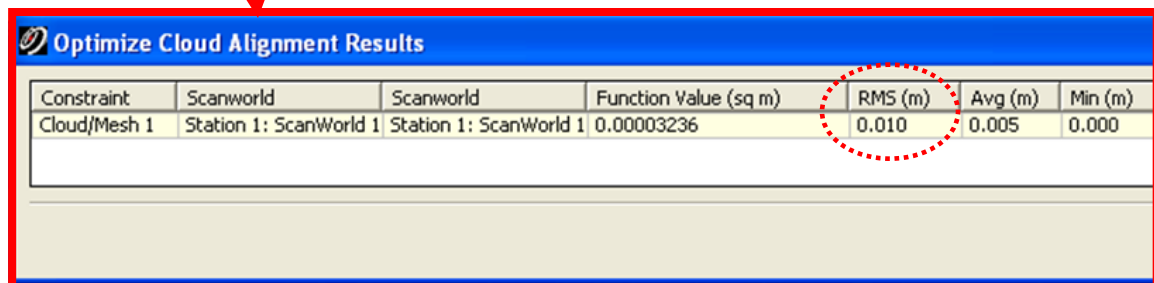 Optimize Cloud Alignment Results
Constraint Scanworld Scanworld Function Value (sq m) RMS (m) Avg (m) Min (m)
Cloud/Mesh 1 Station 1: ScanWorld 1 Station 1: ScanWorld 1 0.00003236 0.010 0.005 0.000